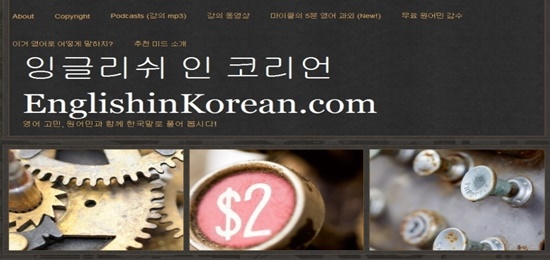 About Copyright Podcasts (강의 mp3) 강의 동영상 마이클의 5분 영어 과외 (New!) 무료 원어민 감수
이거 영어로 어떻게 말하지? 추천 미드 소개
잉글리쉬 인 코리언
EnglishinKorean.com
영어 고민, 원어민과 함께 한국말로 풀어 봅시다!
$2